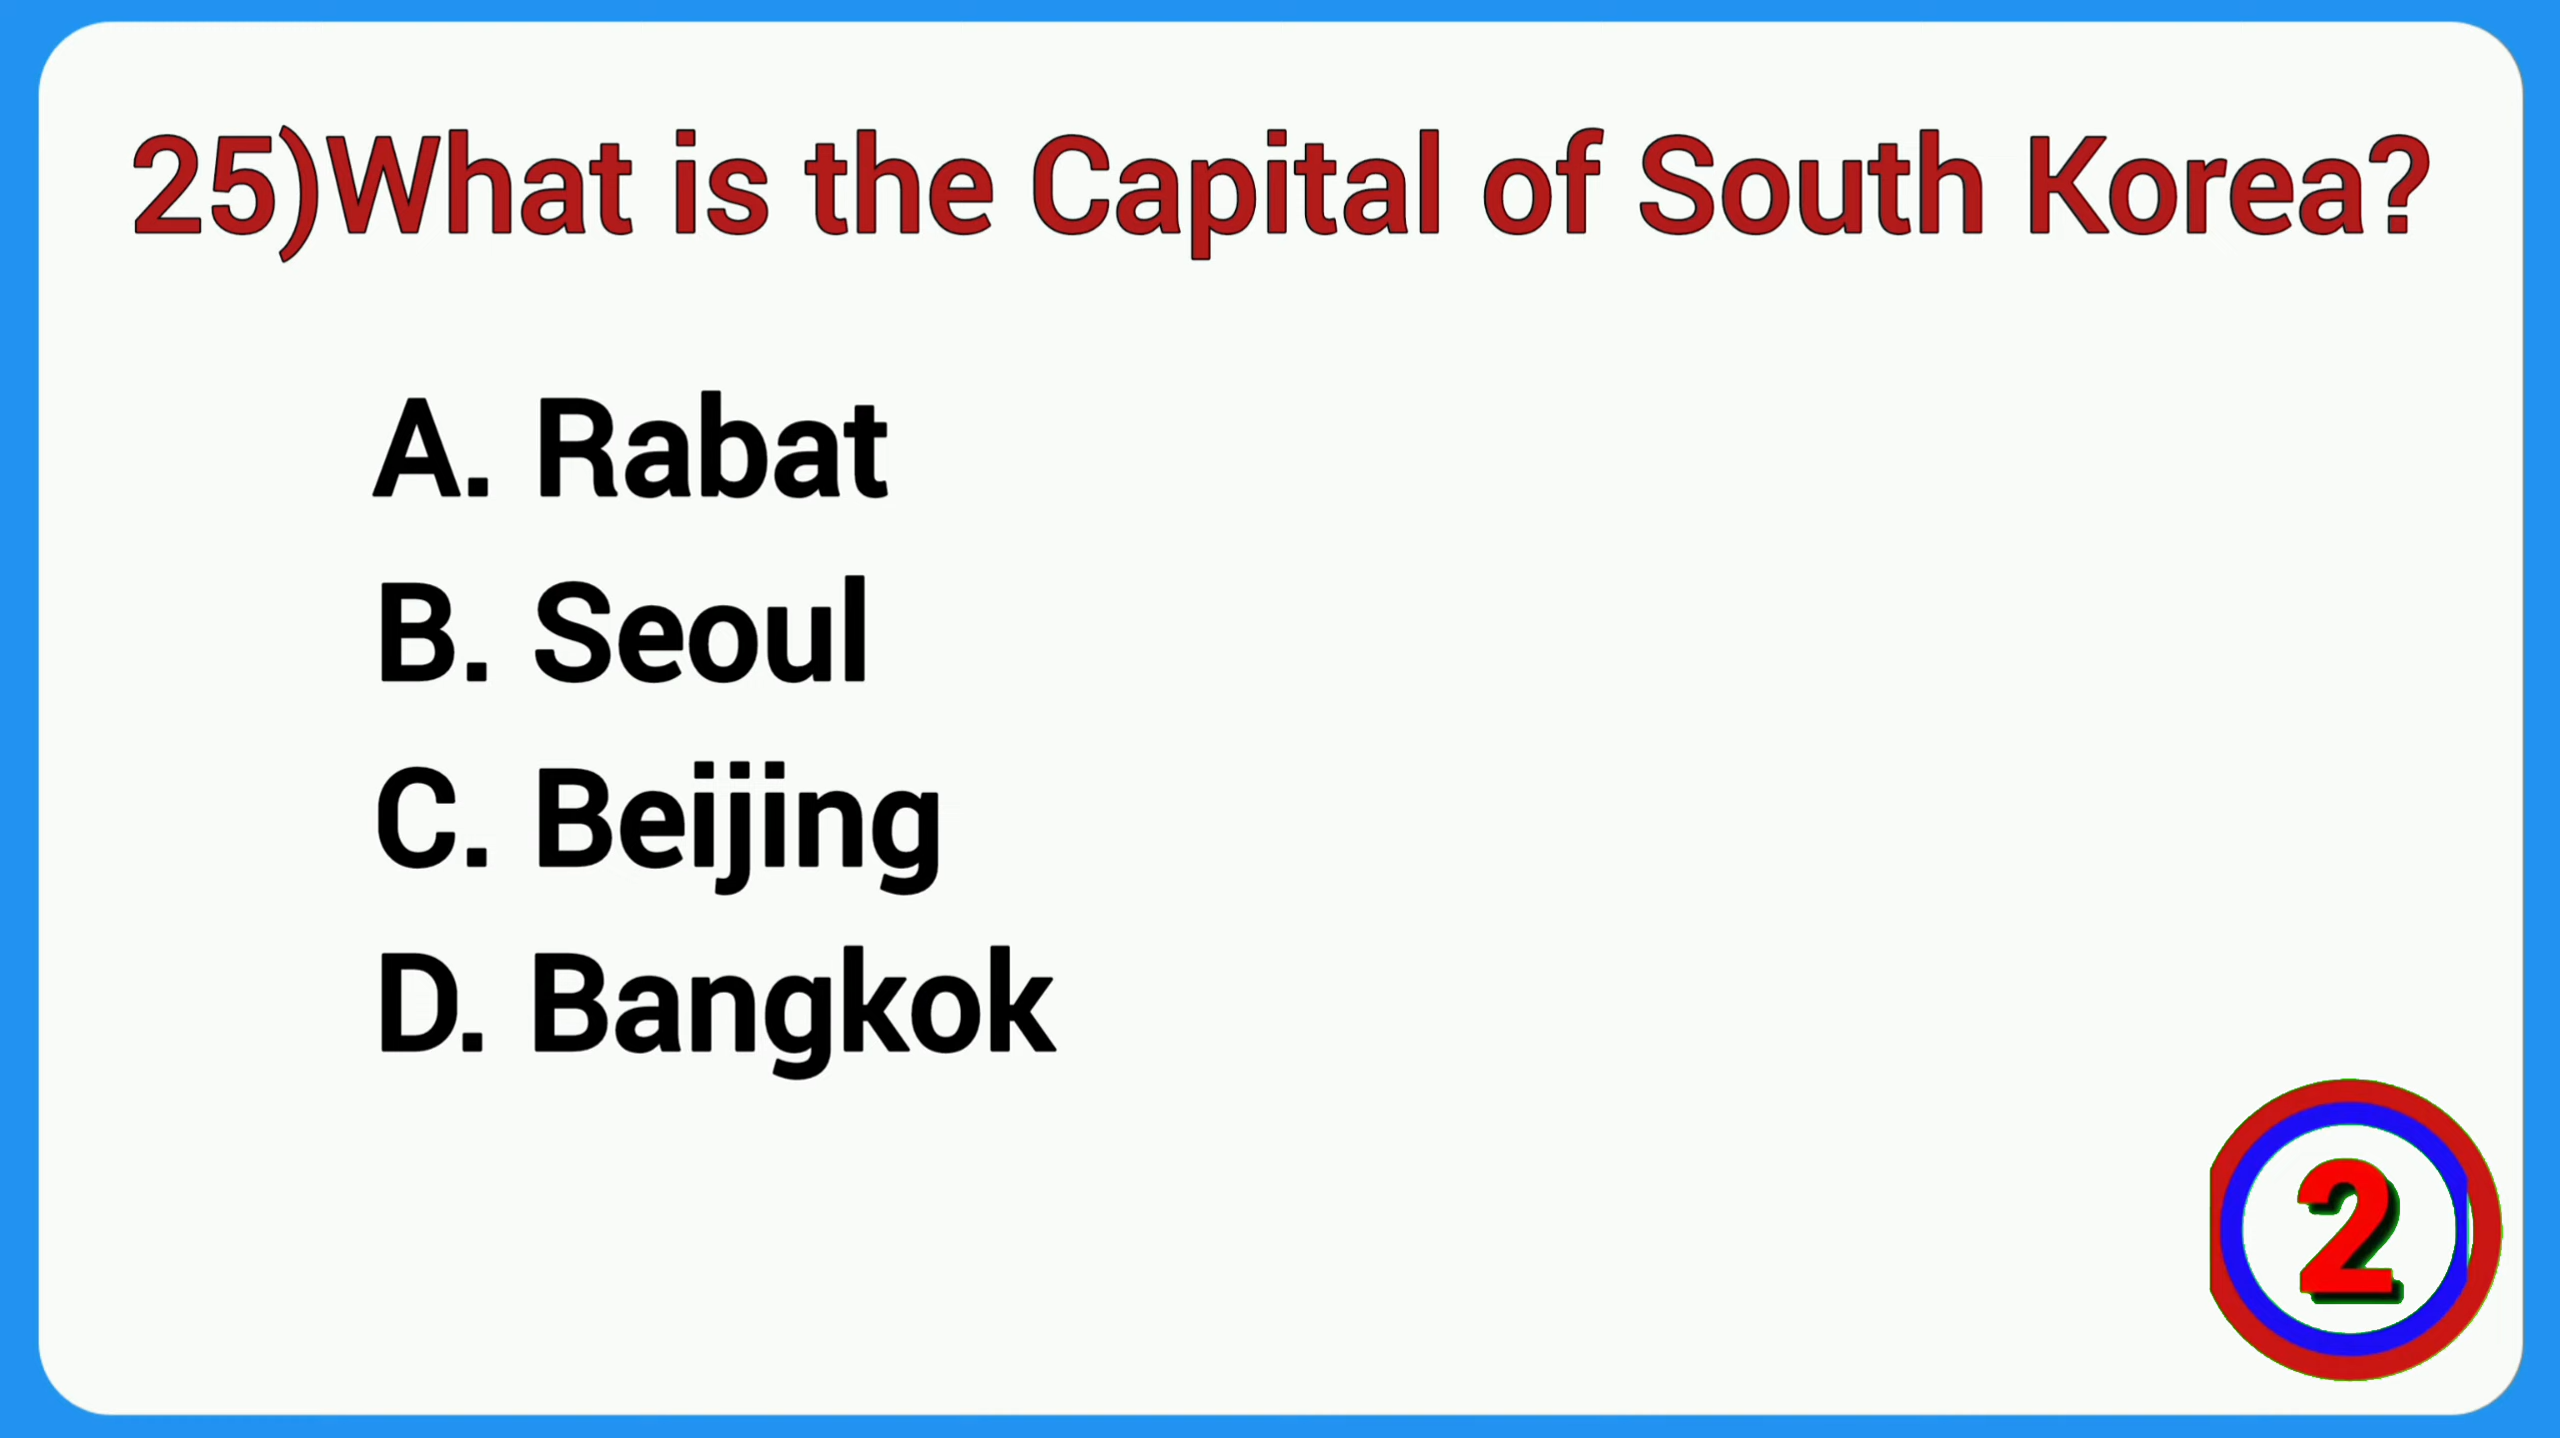 25)What is the Capital of South Korea?
A. Rabat
B. Seoul
C. Beijing
D. Bangkok
2